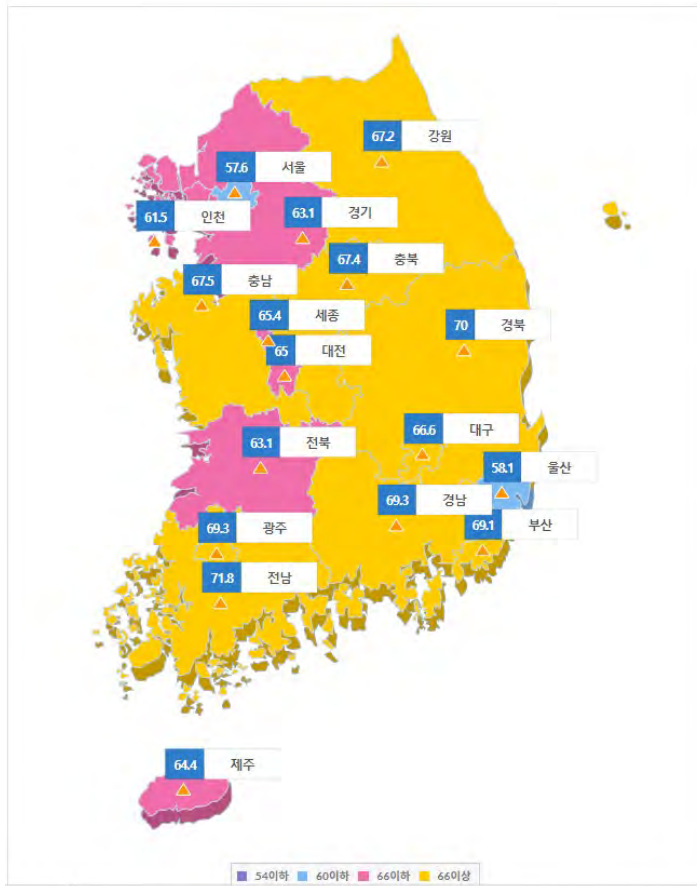 67.2 강원
57.6 서울
61.5 인천
63.1 경기
67.4 충북
67.5 충남
65.4 세종
70 경북
65 대전
66.6 대구
63.1 전북
58.1 울산
69.3 경남
69.3 광주
69.1 부산
71.8 전남
64.4 제주
54이하 60이하 66이하 66이상